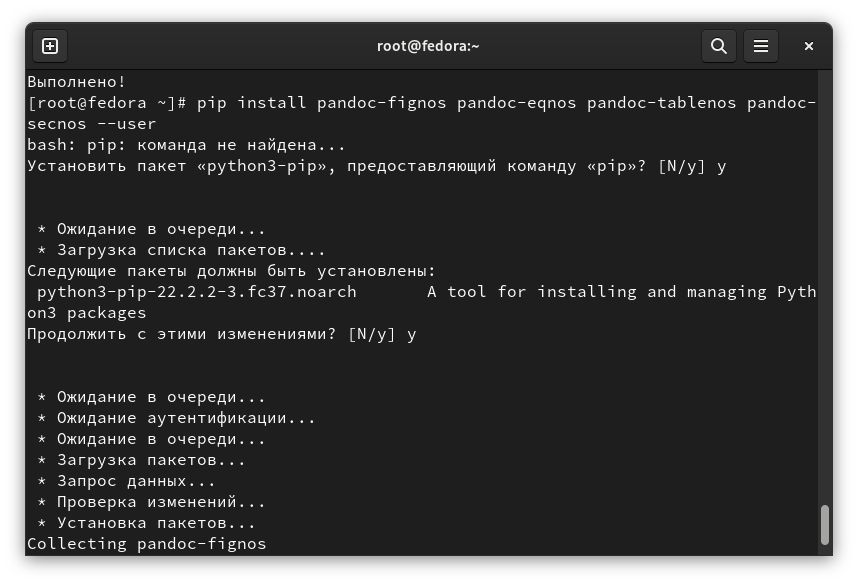 root@fedora:~
Выполнено!
[root@fedora ~]# pip install pandoc-fignos pandoc-eqnos pandoc-tablenos pandoc-
secnos --user
bash: pip: команда не найдена...
Установить пакет «python3-pip», предоставляющий команду «pip»? [N/y] y
* Ожидание в очереди...
* Загрузка списка пакетов....
Следующие пакеты должны быть установлены:
python3-pip-22.2.2-3.fc37.noarch       A tool for installing and managing Pyth
on3 packages
Продолжить с этими изменениями? [N/y] y
* Ожидание в очереди...
* Ожидание аутентификации...
* Ожидание в очереди...
* Загрузка пакетов...
* Запрос данных...
* Проверка изменений...
* Установка пакетов...
Collecting pandoc-fignos